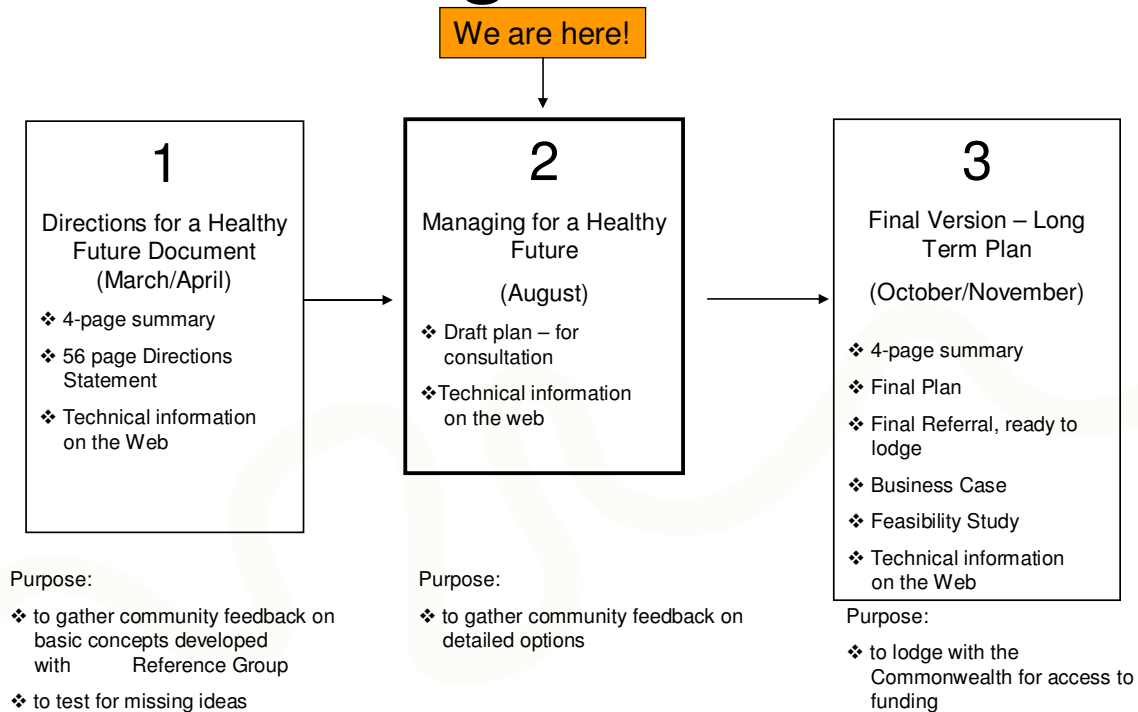 We are here!
1
Directions for a Healthy
Future Document
(March/April)
❖ 4-page summary
❖ 56 page Directions
Statement
❖ Technical information
on the Web
Purpose:
❖ to gather community feedback on
basic concepts developed
with Reference Group
❖ to test for missing ideas
2
Managing for a Healthy
Future
(August)
❖ Draft plan – for
consultation
❖Technical information
on the web
Purpose:
❖ to gather community feedback on
detailed options
3
Final Version – Long
Term Plan
(October/November)
❖ 4-page summary
❖ Final Plan
❖ Final Referral, ready to
lodge
❖ Business Case
❖ Feasibility Study
❖ Technical information
on the Web
Purpose:
❖ to lodge with the
Commonwealth for access to
funding